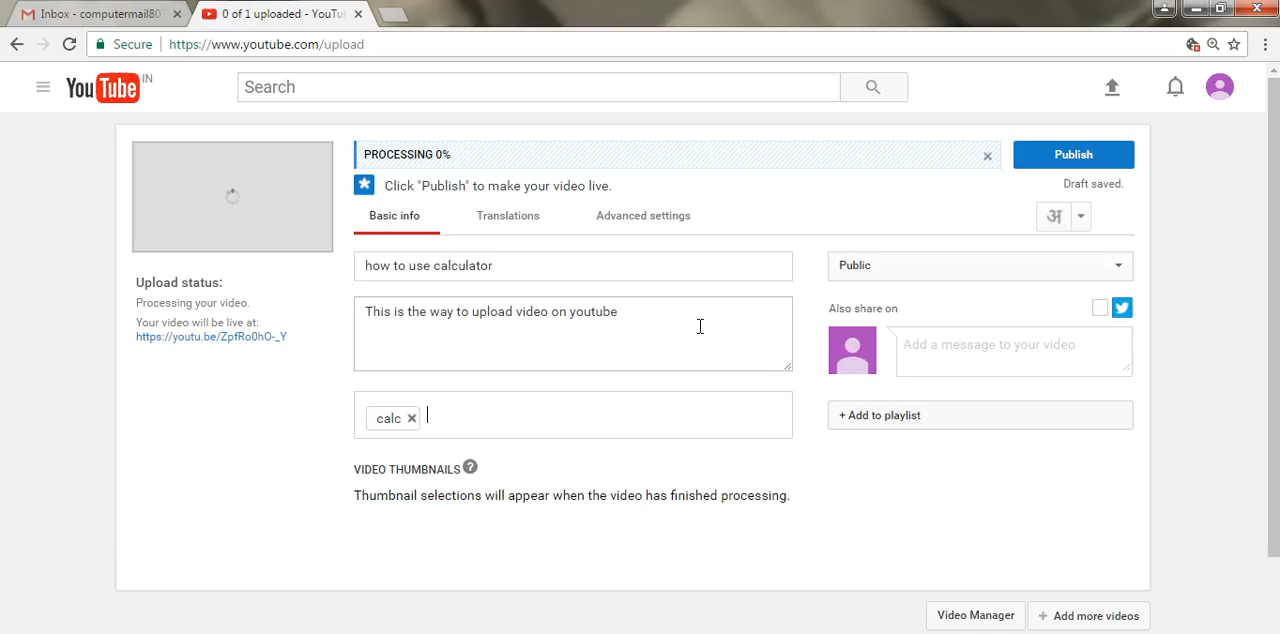 Inbox - computermail80
0 of 1 uploaded - YouTu
Secure
https://www.youtube.com/upload
YouTube IN
Search
PROCESSING 0%
Publish
Click "Publish" to make your video live.
Draft saved.
Basic info
Translations
Advanced settings
अ
how to use calculator
Public
This is the way to upload video on youtube
Upload status:
Processing your video.
Your video will be live at:
https://youtu.be/ZpfRo0hO-_Y
Also share on
Add a message to your video
calc
+ Add to playlist
VIDEO THUMBNAILS ?
Thumbnail selections will appear when the video has finished processing.
Video Manager
+ Add more videos